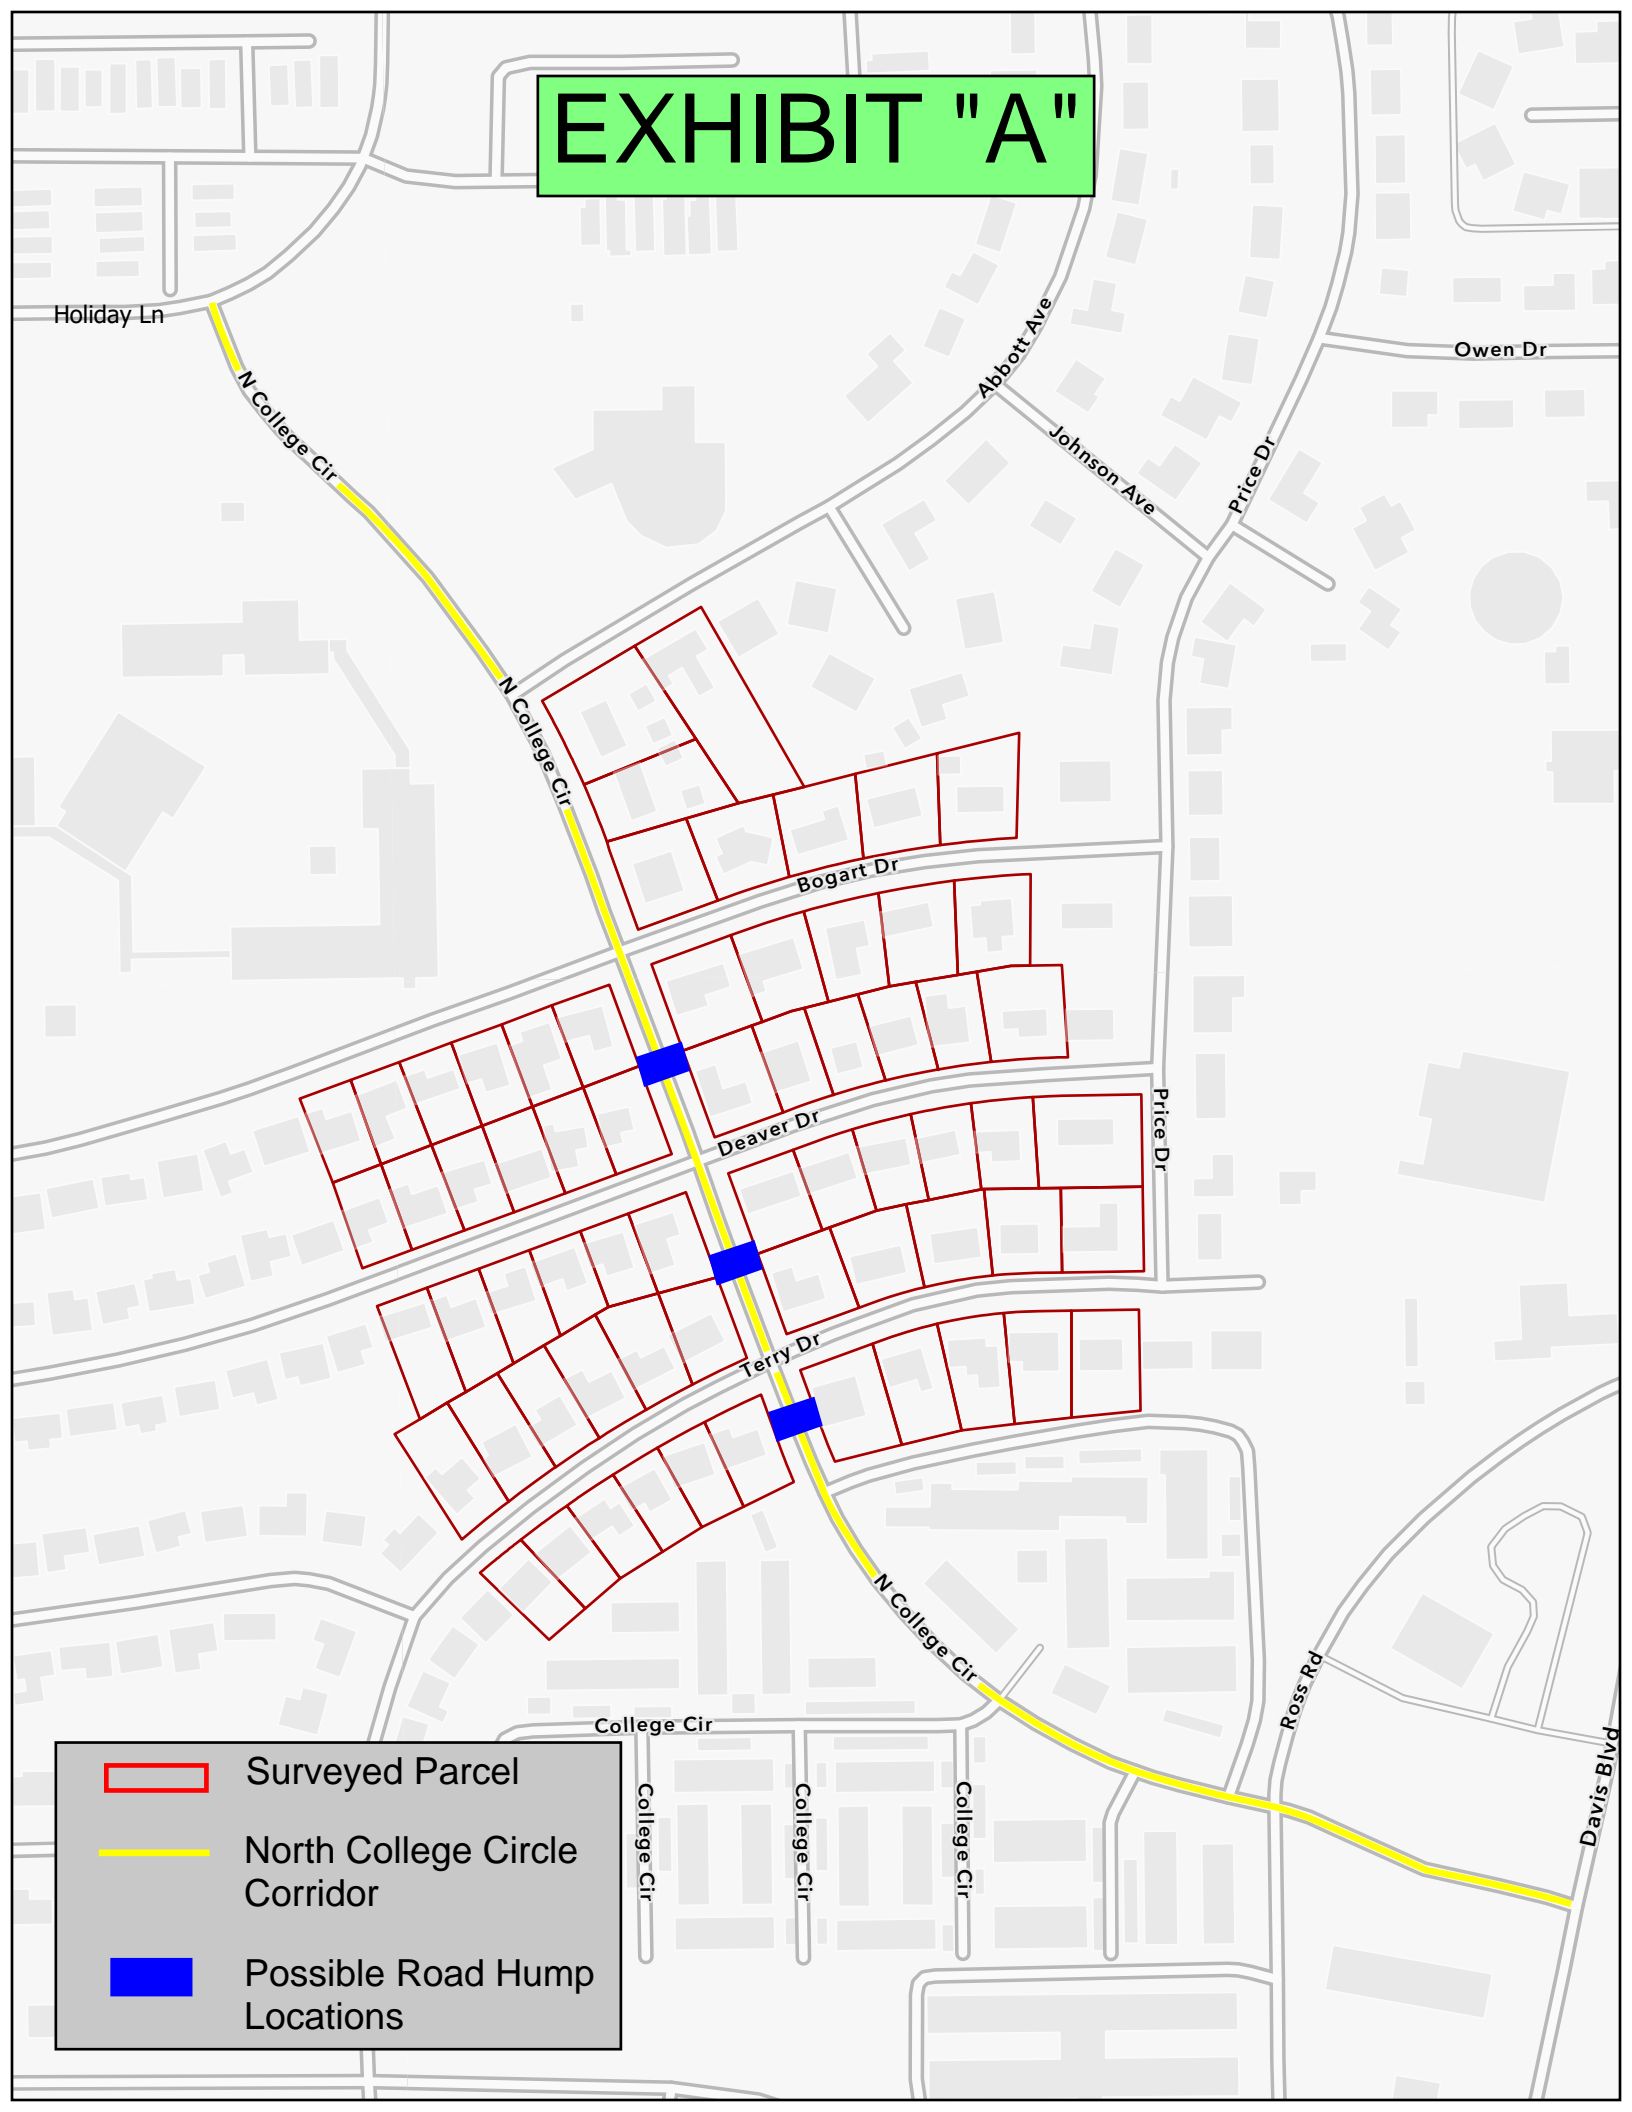 EXHIBIT "A"
Holiday Ln
Abbott Ave
Owen Dr
N College Cir
Johnson Ave
Price Dr
N College Cir
Bogart Dr
Deaver Dr
Price Dr
Terry Dr
N College Cir
Ross Rd
College Cir
Davis Blvd
College Cir
College Cir
College Cir
Surveyed Parcel
North College Circle
Corridor
Possible Road Hump
Locations